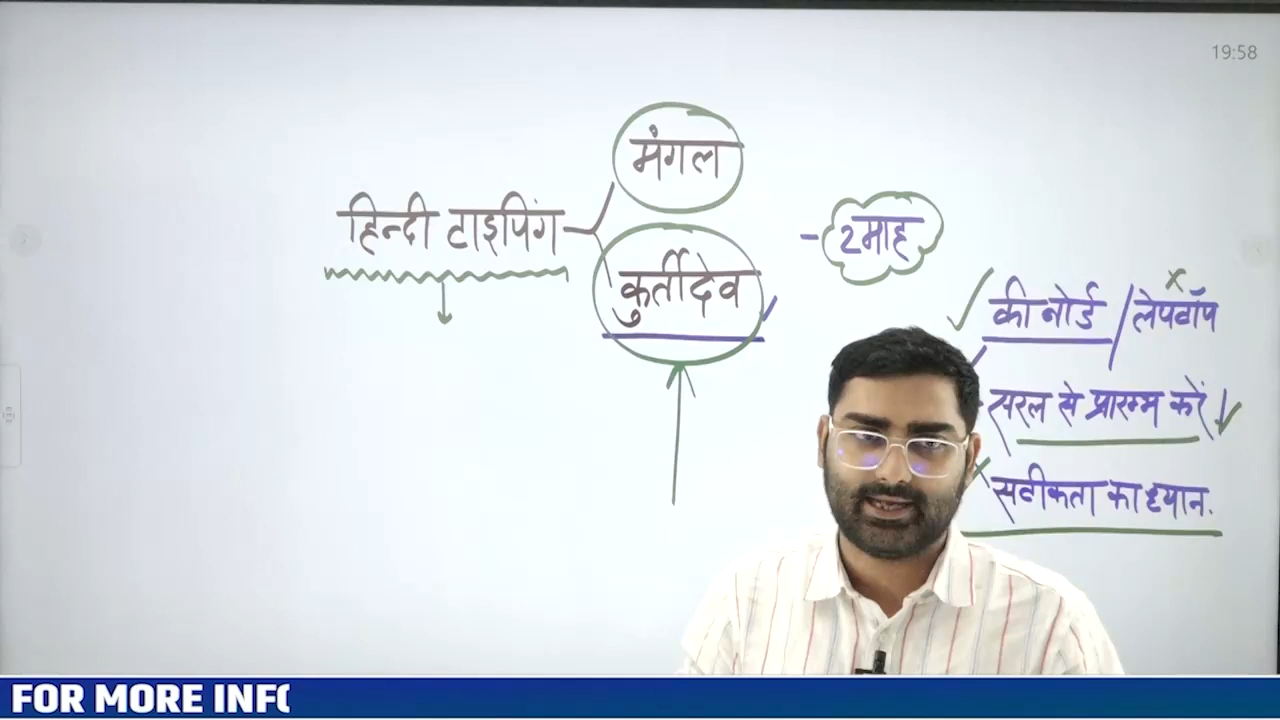 19:58
मंगल
हिन्दी टाइपिंग
- 2 माह
कुर्तीदेव
की बोर्ड / लेपटॉप
सरल से प्रारम्भ करें
सटीकता का ध्यान.
FOR MORE INFO